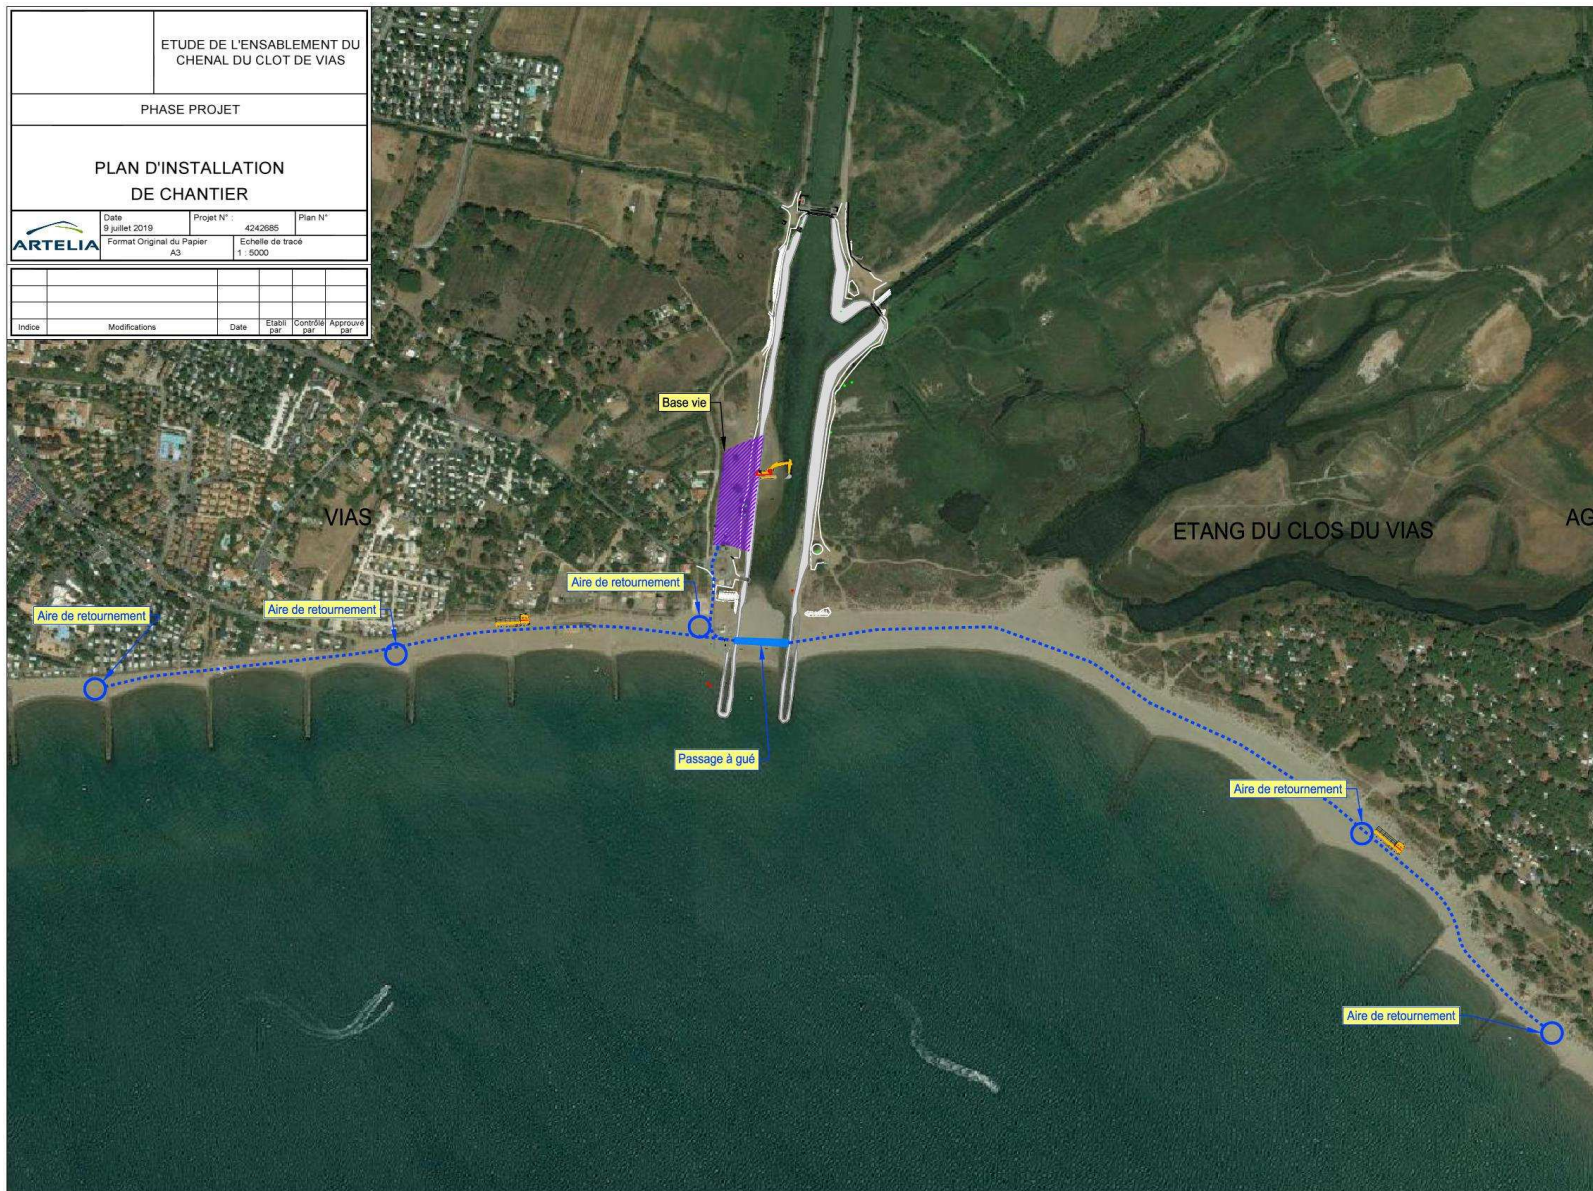 ETUDE DE L'ENSABLEMENT DU
CHENAL DU CLOT DE VIAS
PHASE PROJET
PLAN D'INSTALLATION
DE CHANTIER
ARTELIA
Date
9 juillet 2019
Projet N° :
4242685
Plan N°
Format Original du Papier
A3
Echelle de tracé
1 : 5000
Indice
Modifications
Date
Etabli
par
Contrôlé
par
Approuvé
par
Base vie
VIAS
ETANG DU CLOS DU VIAS
AG
Aire de retournement
Aire de retournement
Aire de retournement
Passage à gué
Aire de retournement
Aire de retournement